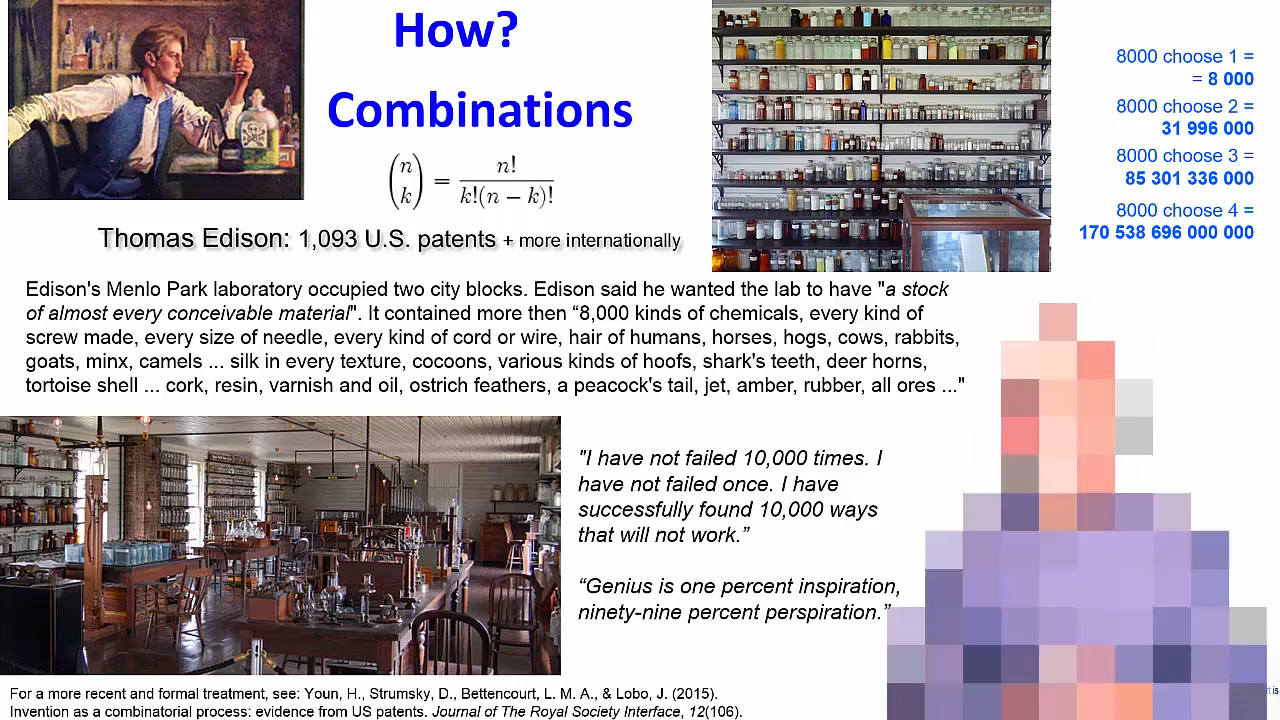 How?
Combinations
(n k) = n! / k!(n − k)!
Thomas Edison: 1,093 U.S. patents + more internationally
8000 choose 1 =
= 8 000
8000 choose 2 =
31 996 000
8000 choose 3 =
85 301 336 000
8000 choose 4 =
170 538 696 000 000
Edison's Menlo Park laboratory occupied two city blocks. Edison said he wanted the lab to have "a stock
of almost every conceivable material". It contained more then “8,000 kinds of chemicals, every kind of
screw made, every size of needle, every kind of cord or wire, hair of humans, horses, hogs, cows, rabbits,
goats, minx, camels ... silk in every texture, cocoons, various kinds of hoofs, shark's teeth, deer horns,
tortoise shell ... cork, resin, varnish and oil, ostrich feathers, a peacock's tail, jet, amber, rubber, all ores ..."
"I have not failed 10,000 times. I
have not failed once. I have
successfully found 10,000 ways
that will not work.”
“Genius is one percent inspiration,
ninety-nine percent perspiration.”
For a more recent and formal treatment, see: Youn, H., Strumsky, D., Bettencourt, L. M. A., & Lobo, J. (2015).
Invention as a combinatorial process: evidence from US patents. Journal of The Royal Society Interface, 12(106).